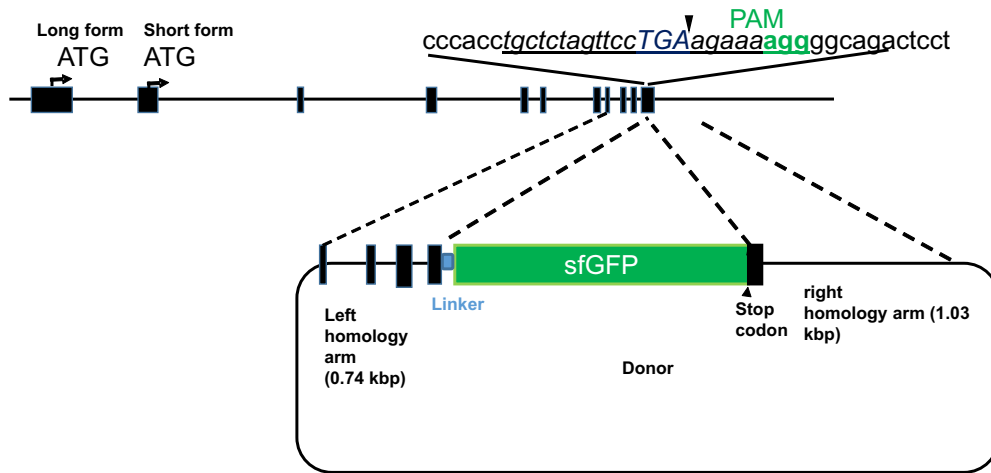 Long form
ATG
Short form
ATG
PAM
cccacctgctctagttccTGAagaaaagggcagactcct
sfGFP
Linker
Left
homology
arm
(0.74 kbp)
Stop
codon
right
homology arm (1.03
kbp)
Donor